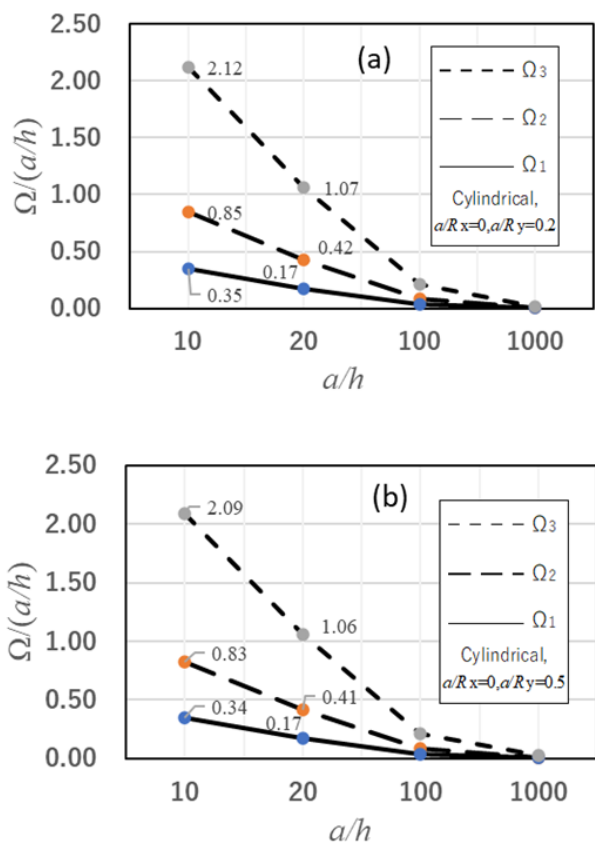 2.50
(a)
Ω3
2.12
2.00
Ω2
1.50
Ω1
Ω/(a/h)
1.07
1.00
Cylindrical,
a/Rx=0,a/Ry=0.2
0.85
0.42
0.50
0.17
0.35
0.00
10 20 100 1000
a/h
2.50
(b)
2.09
Ω3
2.00
Ω2
1.50
Ω1
Ω/(a/h)
1.06
1.00
Cylindrical,
a/Rx=0,a/Ry=0.5
0.83
0.41
0.50
0.34
0.17
0.00
10 20 100 1000
a/h